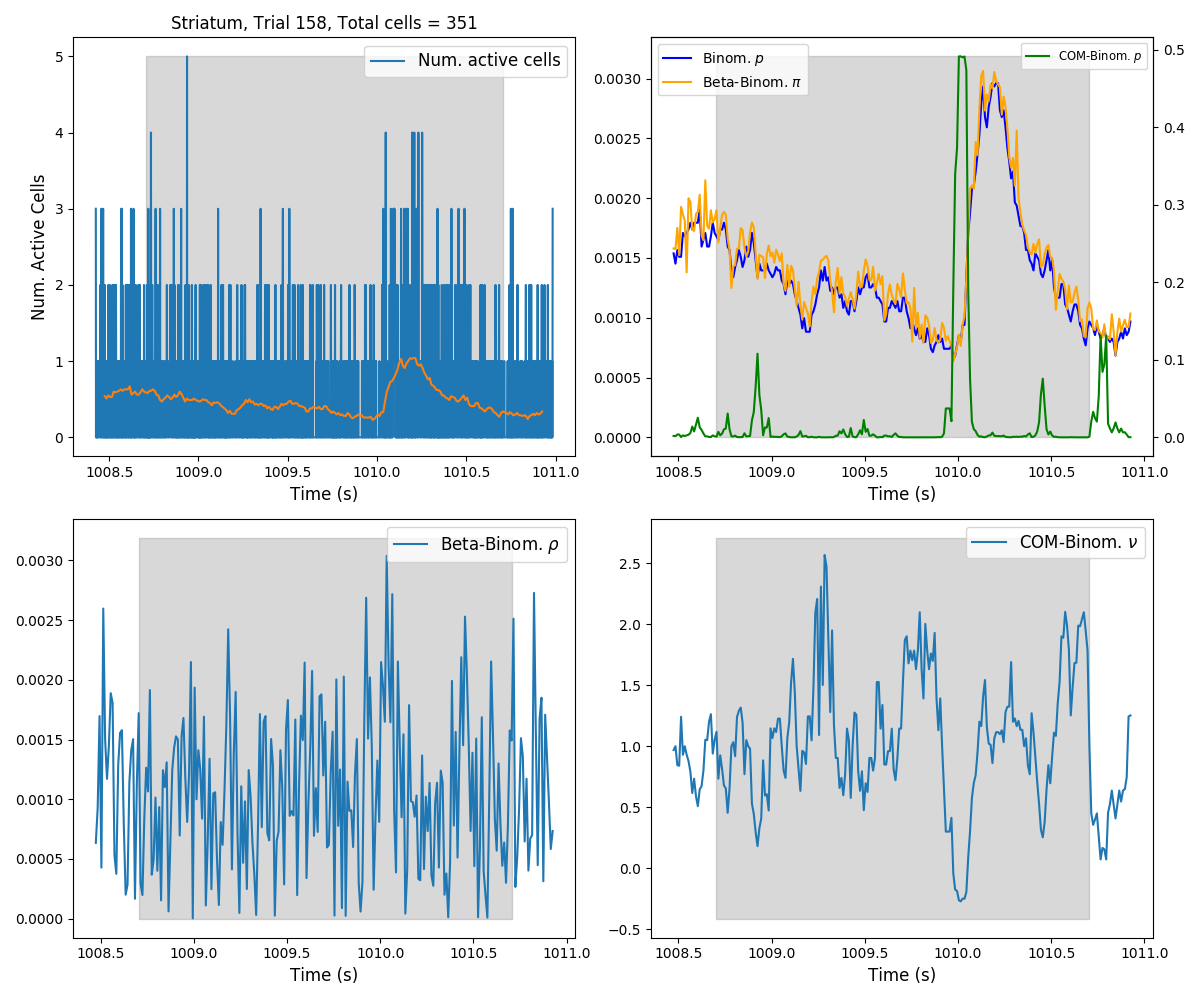 Striatum, Trial 158, Total cells = 351
Num. active cells
Num. Active Cells
5
4
3
2
1
0
1008.5 1009.0 1009.5 1010.0 1010.5 1011.0
Time (s)
Binom. p
Beta-Binom. π
COM-Binom. p
0.0030
0.0025
0.0020
0.0015
0.0010
0.0005
0.0000
0.5
0.4
0.3
0.2
0.1
0.0
1008.5 1009.0 1009.5 1010.0 1010.5 1011.0
Time (s)
Beta-Binom. ρ
0.0030
0.0025
0.0020
0.0015
0.0010
0.0005
0.0000
1008.5 1009.0 1009.5 1010.0 1010.5 1011.0
Time (s)
COM-Binom. ν
2.5
2.0
1.5
1.0
0.5
0.0
−0.5
1008.5 1009.0 1009.5 1010.0 1010.5 1011.0
Time (s)